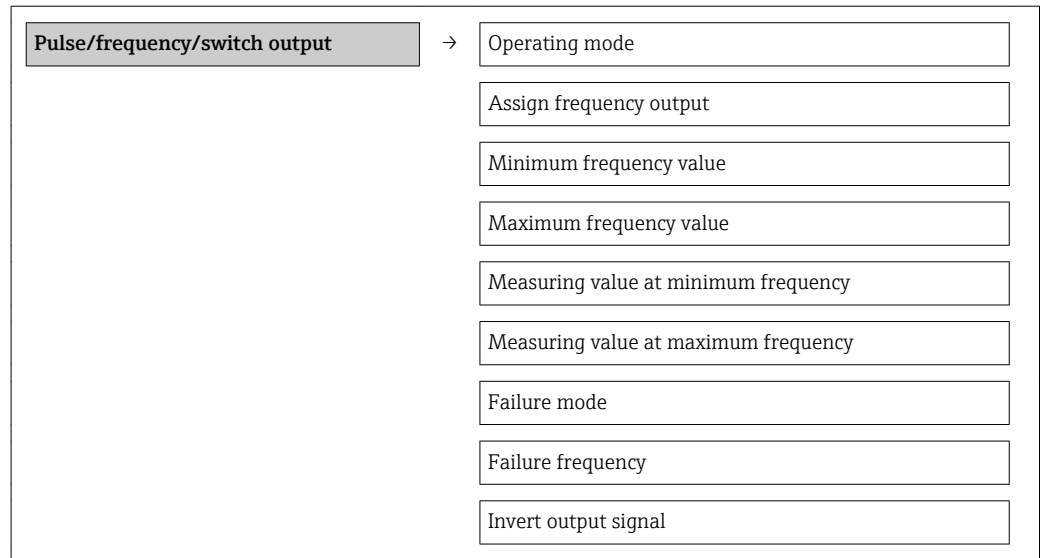 Pulse/frequency/switch output → Operating mode
Assign frequency output
Minimum frequency value
Maximum frequency value
Measuring value at minimum frequency
Measuring value at maximum frequency
Failure mode
Failure frequency
Invert output signal